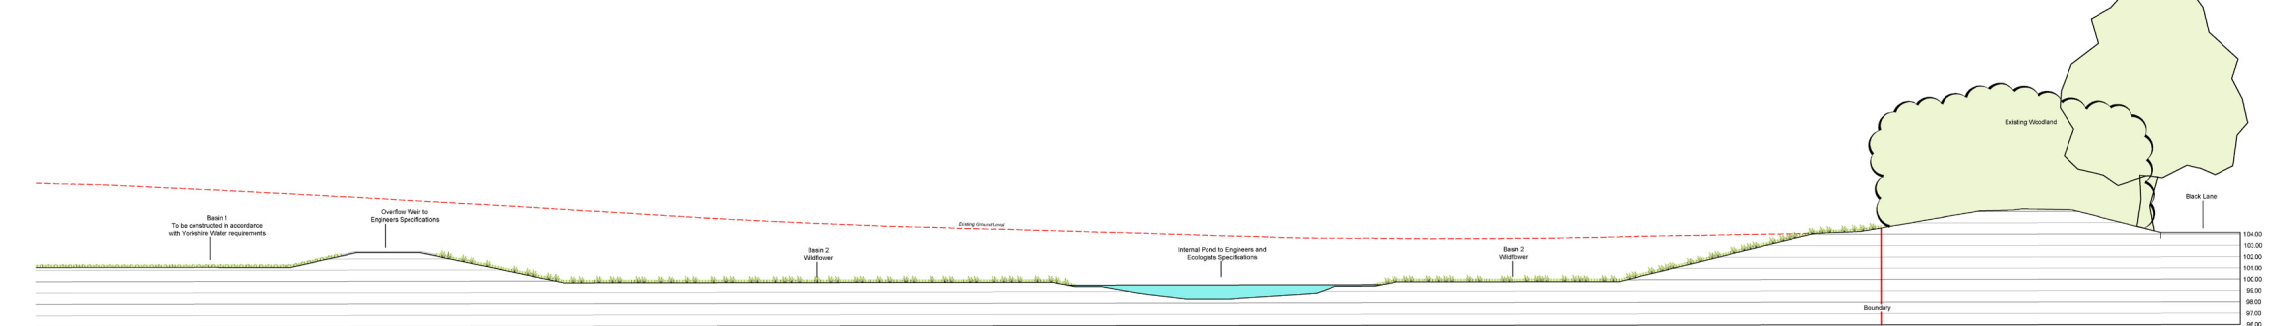 Existing Woodland
Black Lane
Basin 1
To be constructed in accordance
with Yorkshire Water requirements
Overflow Weir to
Engineers Specifications
Existing Ground Level
Basin 2
Wildflower
Internal Pond to Engineers and
Ecologists Specifications
Basin 2
Wildflower
104.00
103.00
102.00
101.00
100.00
99.00
98.00
97.00
96.00
Boundary